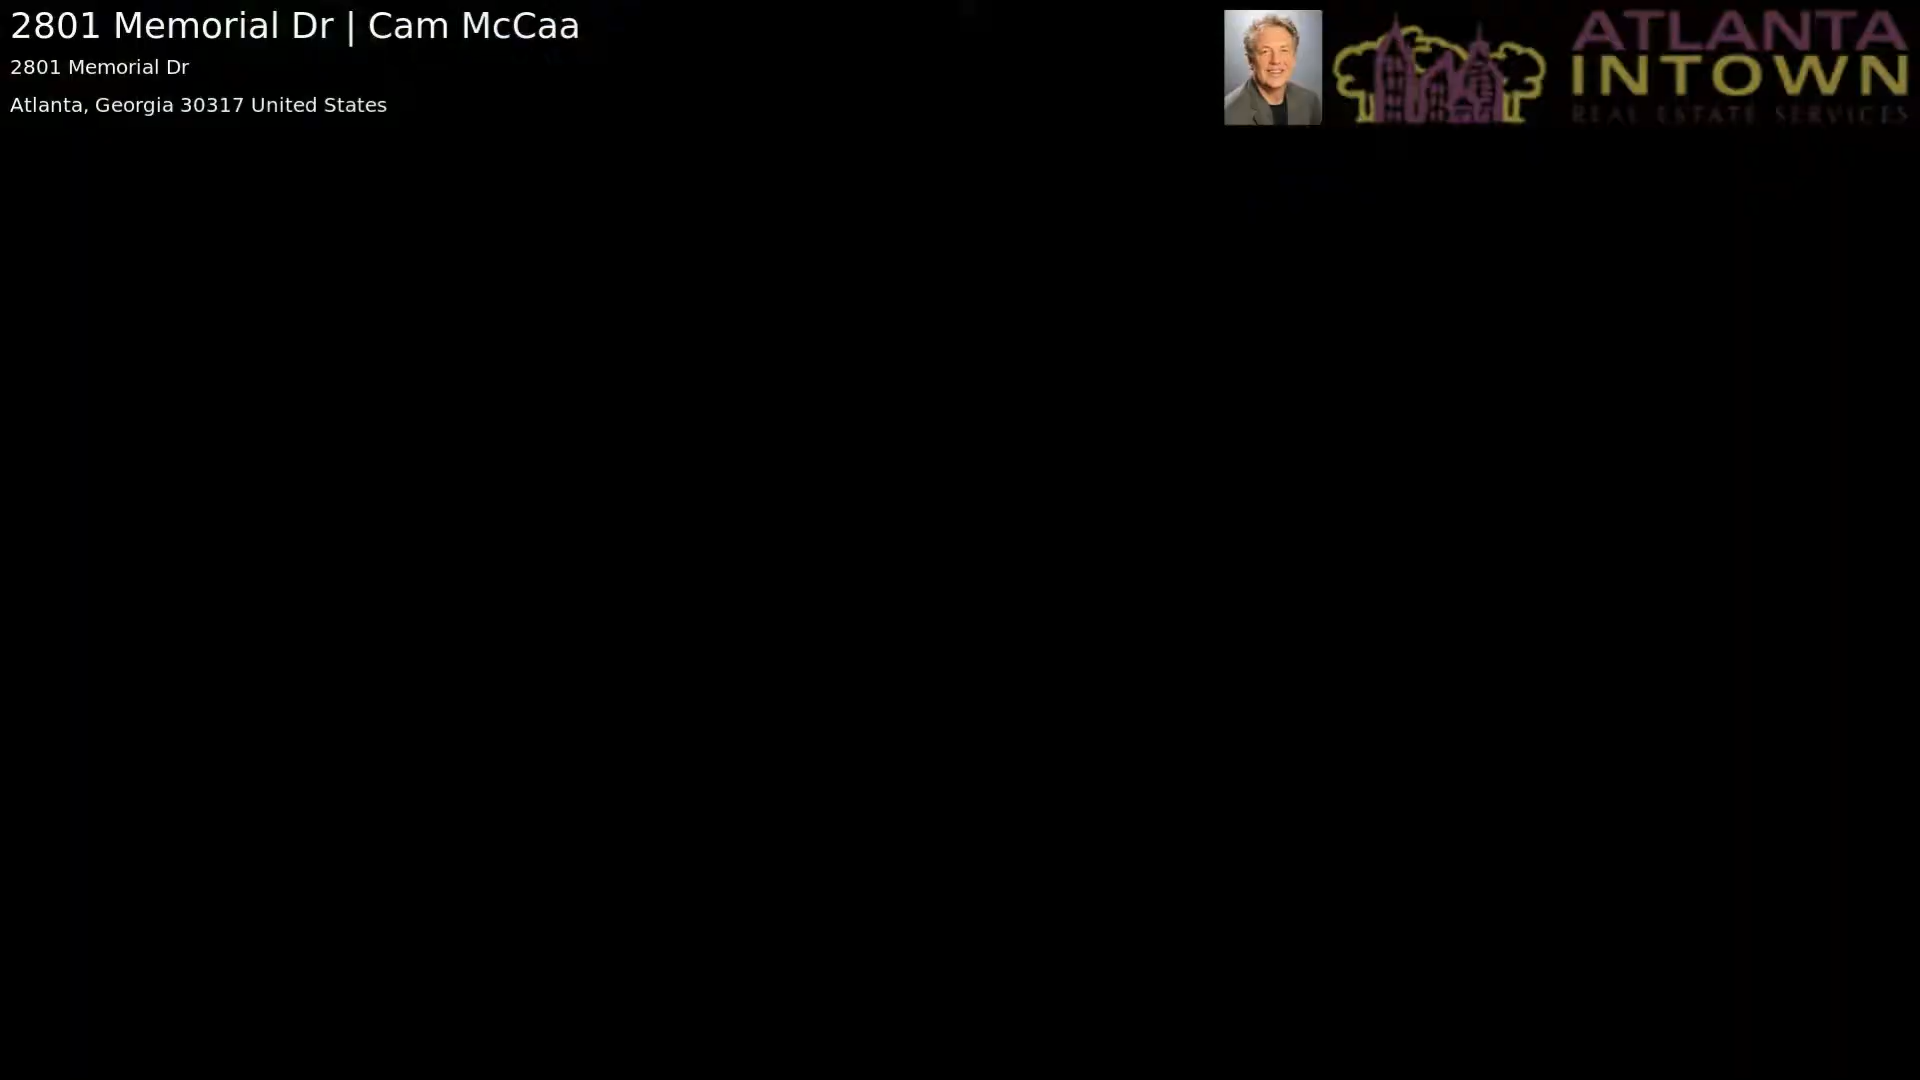 2801 Memorial Dr | Cam McCaa
2801 Memorial Dr
Atlanta, Georgia 30317 United States
ATLANTA
INTOWN
REAL ESTATE SERVICES